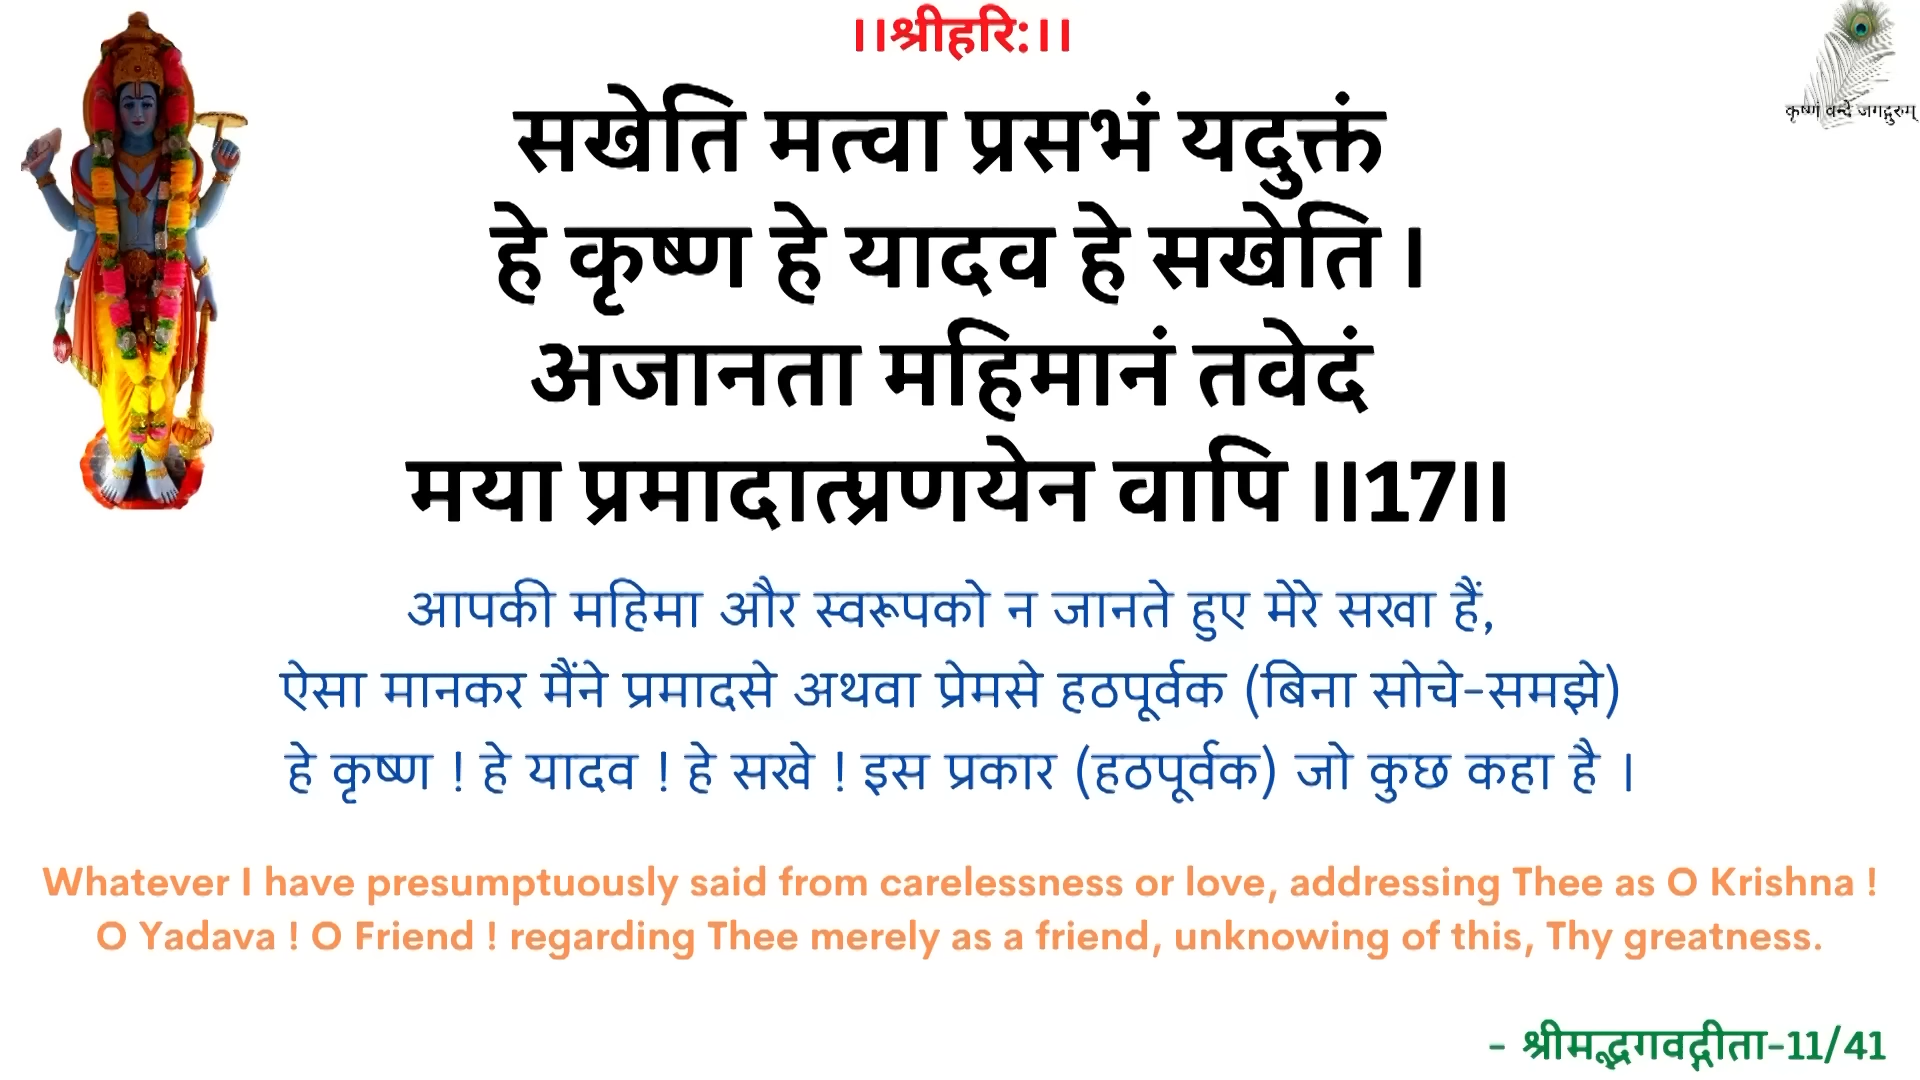 ।।श्रीहरि:।।
कृष्णं वन्दे जगद्गुरुम्
सखेति मत्वा प्रसभं यदुक्तं
हे कृष्ण हे यादव हे सखेति ।
अजानता महिमानं तवेदं
मया प्रमादात्प्रणयेन वापि ।।17।।
आपकी महिमा और स्वरूपको न जानते हुए मेरे सखा हैं,
ऐसा मानकर मैंने प्रमादसे अथवा प्रेमसे हठपूर्वक (बिना सोचे-समझे)
हे कृष्ण ! हे यादव ! हे सखे ! इस प्रकार (हठपूर्वक) जो कुछ कहा है ।
Whatever I have presumptuously said from carelessness or love, addressing Thee as O Krishna !
O Yadava ! O Friend ! regarding Thee merely as a friend, unknowing of this, Thy greatness.
- श्रीमद्भगवद्गीता-11/41